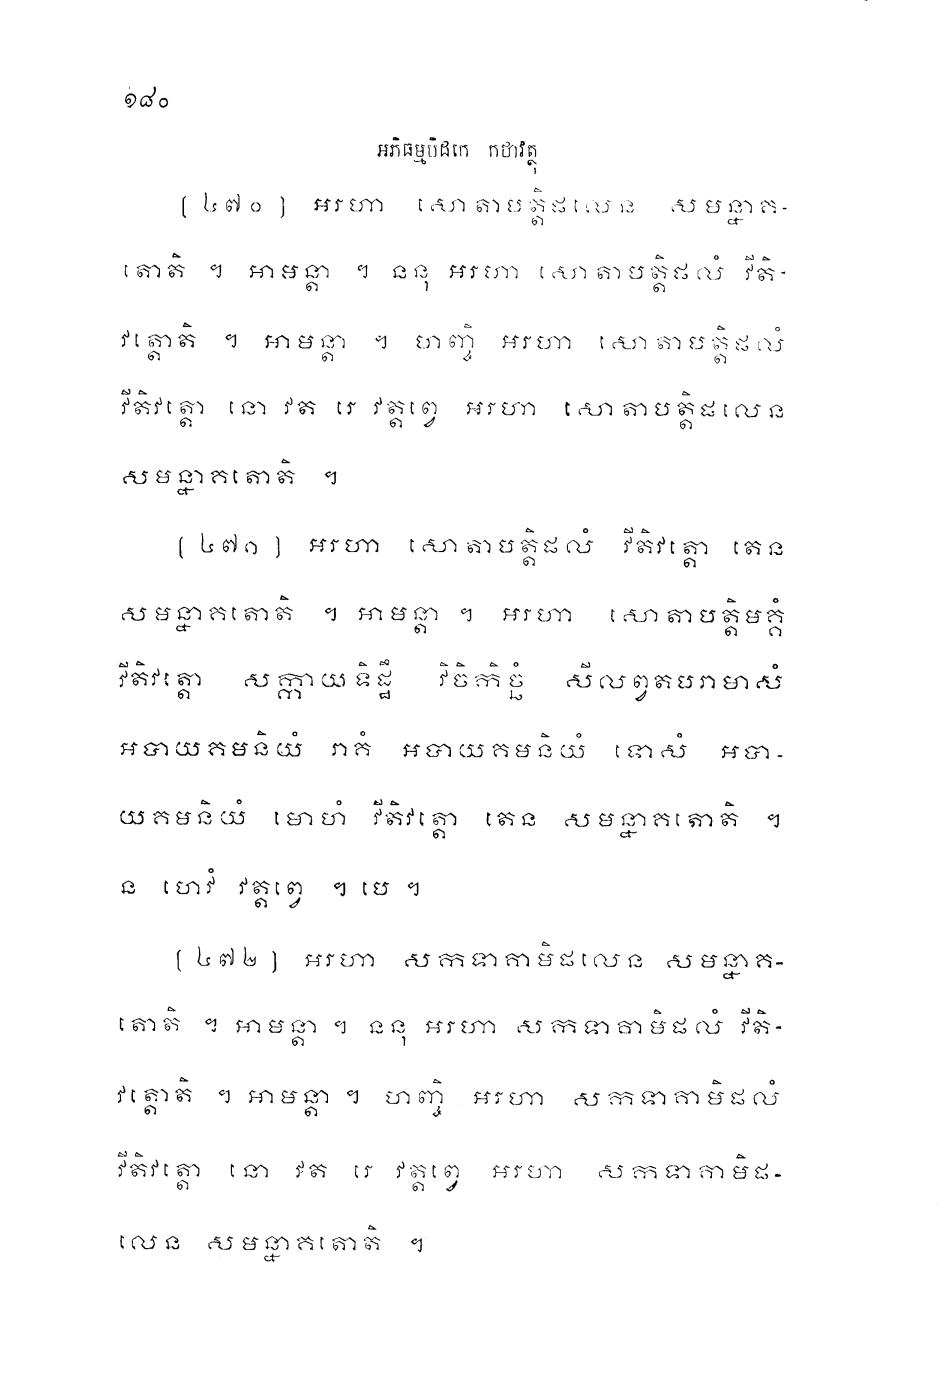 ១៨០
អភិធម្មបិដកេ កថាវត្ថុ
(៤៧០) អរហា សោតាបត្តិផលេន សមន្នាគ-
តោតិ ។ អាមន្តា ។ ននុ អរហា សោតាបត្តិផលំ វីតិ-
វត្តោតិ ។ អាមន្តា ។ ហញ្ចិ អរហា សោតាបត្តិផលំ
វីតិវត្តោ នោ វត រេ វត្តព្វេ អរហា សោតាបត្តិផលេន
សមន្នាគតោតិ ។
(៤៧១) អរហា សោតាបត្តិផលំ វីតិវត្តោ តេន
សមន្នាគតោតិ ។ អាមន្តា ។ អរហា សោតាបត្តិមគ្គំ
វីតិវត្តោ សក្កាយទិដ្ឋឹ វិចិកិច្ឆំ សីលព្វតបរាមាសំ
អបាយគមនិយំ រាគំ អបាយគមនិយំ ទោសំ អបា-
យគមនិយំ មោហំ វីតិវត្តោ តេន សមន្នាគតោតិ ។
ន ហេវំ វត្តព្វេ ។ បេ ។
(៤៧២) អរហា សកទាគាមិផលេន សមន្នាគ-
តោតិ ។ អាមន្តា ។ ននុ អរហា សកទាគាមិផលំ វីតិ-
វត្តោតិ ។ អាមន្តា ។ ហញ្ចិ អរហា សកទាគាមិផលំ
វីតិវត្តោ នោ វត រេ វត្តព្វេ អរហា សកទាគាមិផ-
លេន សមន្នាគតោតិ ។